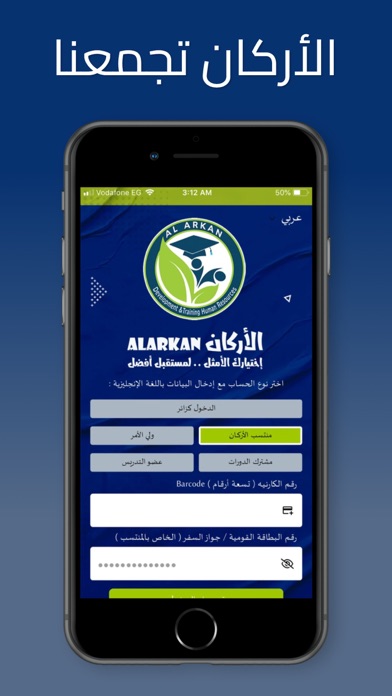 الأركان تجمعنا
Vodafone EG 3:12 AM 50%
عربي
AL ARKAN
Development & Training Human Resources
الأركان ALARKAN
إختيارك الأمثل .. لمستقبل أفضل
اختر نوع الحساب مع إدخال البيانات باللغة الإنجليزية :
الدخول كزائر
منتسب الأركان
ولي الأمر
مشترك الدورات
عضو التدريس
رقم الكارنيه ( تسعة أرقام ) Barcode
رقم البطاقة القومية / جواز السفر ( الخاص بالمنتسب )